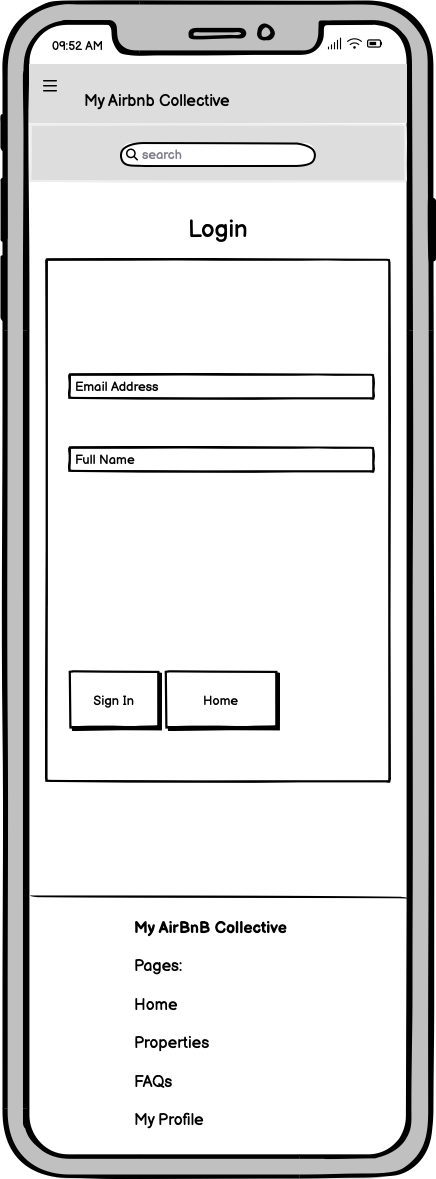 09:52 AM
My Airbnb Collective
search
Login
Email Address
Full Name
Sign In
Home
My AirBnB Collective
Pages:
Home
Properties
FAQs
My Profile